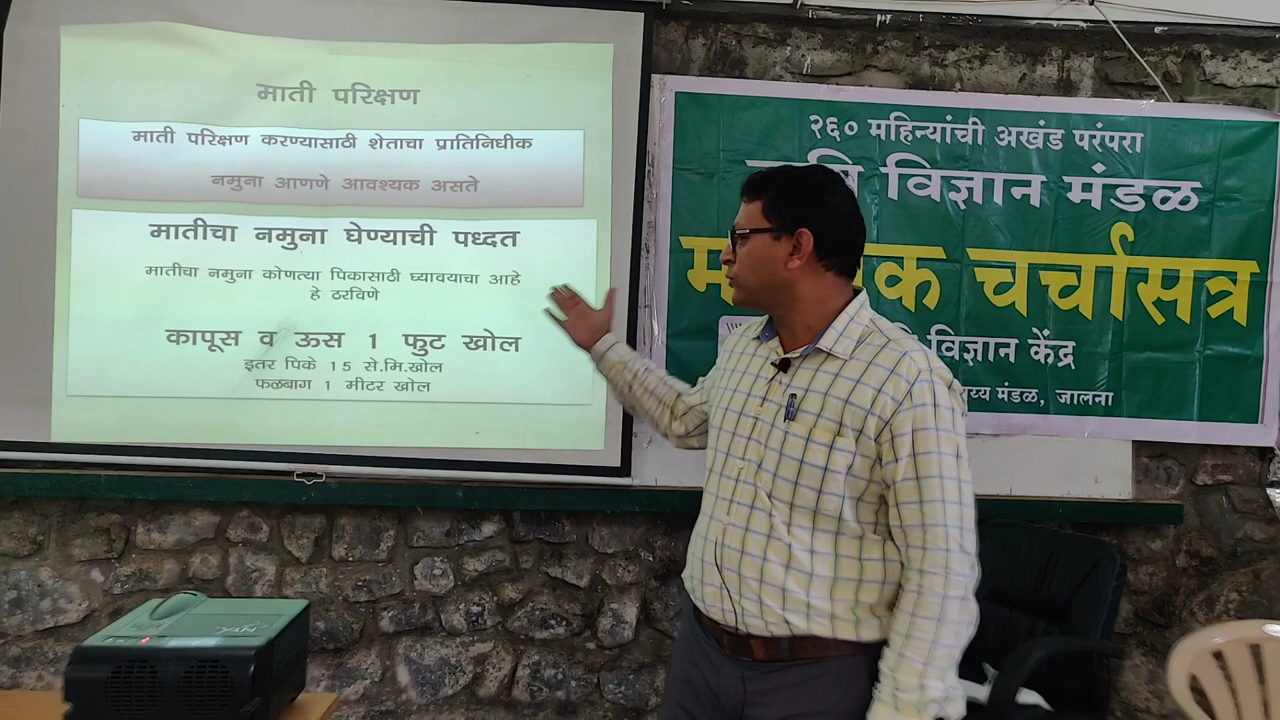 माती परिक्षण
माती परिक्षण करण्यासाठी शेताचा प्रातिनिधीक
नमुना आणणे आवश्यक असते
मातीचा नमुना घेण्याची पध्दत
मातीचा नमुना कोणत्या पिकासाठी घ्यावयाचा आहे
हे ठरविणे
कापूस व ऊस 1 फुट खोल
इतर पिके 15 से.मि.खोल
फळबाग 1 मीटर खोल
२६० महिन्यांची अखंड परंपरा
विज्ञान मंडळ
चर्चासत्र
विज्ञान केंद्र
मंडळ, जालना